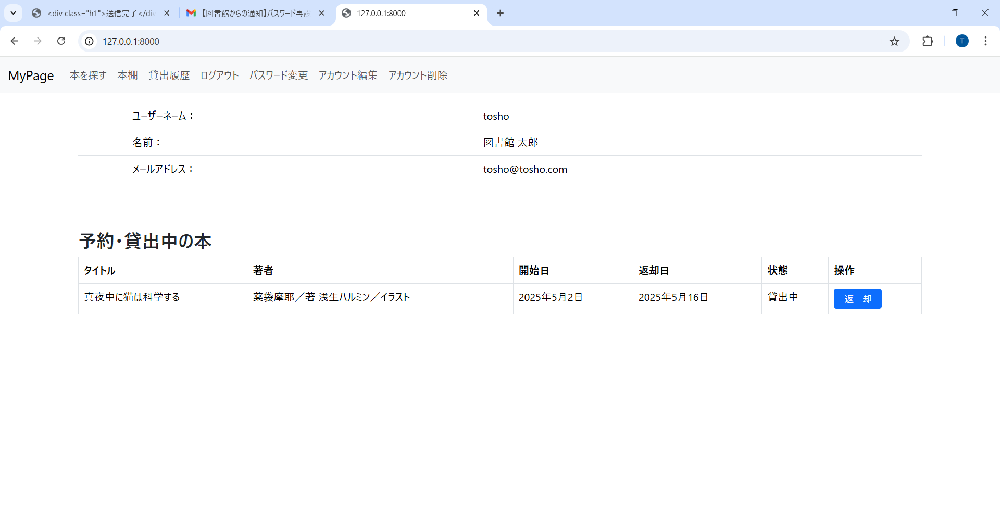 <div class="h1">送信完了</div
【図書館からの通知】パスワード再設
127.0.0.1:8000
127.0.0.1:8000
T
MyPage 本を探す 本棚 貸出履歴 ログアウト パスワード変更 アカウント編集 アカウント削除
ユーザーネーム： tosho
名前： 図書館 太郎
メールアドレス： tosho@tosho.com
予約・貸出中の本
タイトル 著者 開始日 返却日 状態 操作
真夜中に猫は科学する 薬袋摩耶／著 浅生ハルミン／イラスト 2025年5月2日 2025年5月16日 貸出中 返　却